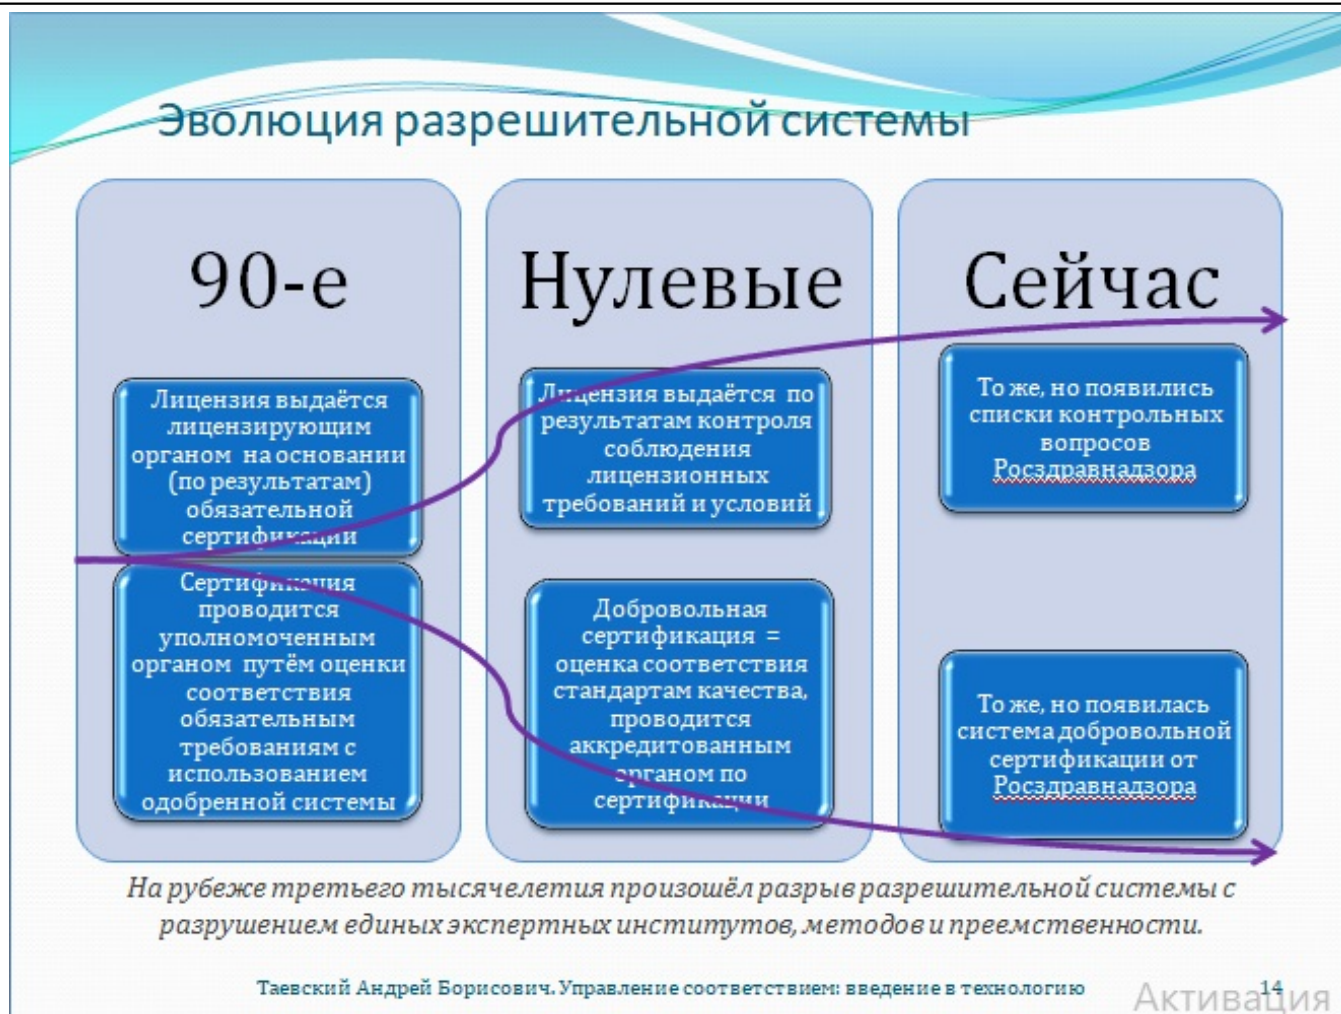 Эволюция разрешительной системы
90-е
Лицензия выдаётся
лицензирующим
органом на основании
(по результатам)
обязательной
сертификации
Сертификация
проводится
уполномоченным
органом путём оценки
соответствия
обязательным
требованиям с
использованием
одобренной системы
Нулевые
Лицензия выдаётся по
результатам контроля
соблюдения
лицензионных
требований и условий
Добровольная
сертификация =
оценка соответствия
стандартам качества,
проводится
аккредитованным
органом по
сертификации
Сейчас
То же, но появились
списки контрольных
вопросов
Росздравнадзора
То же, но появилась
система добровольной
сертификации от
Росздравнадзора
На рубеже третьего тысячелетия произошёл разрыв разрешительной системы с
разрушением единых экспертных институтов, методов и преемственности.
Таевский Андрей Борисович. Управление соответствием: введение в технологию
14
Активация